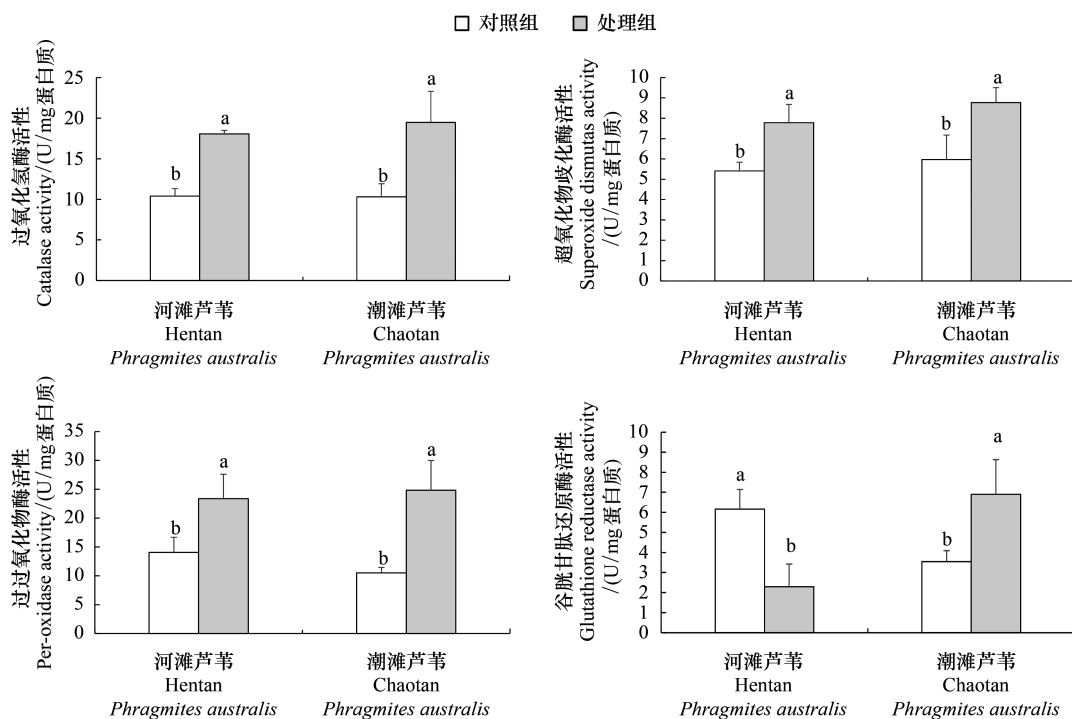 对照组 处理组
过氧化氢酶活性
Catalase activity/(U/mg蛋白质)
25
20
15
10
5
0
b
a
b
a
河滩芦苇
Hentan
Phragmites australis
潮滩芦苇
Chaotan
Phragmites australis
超氧化物歧化酶活性
Superoxide dismutas activity
/(U/mg蛋白质)
10
9
8
7
6
5
4
3
2
1
0
b
a
b
a
河滩芦苇
Hentan
Phragmites australis
潮滩芦苇
Chaotan
Phragmites australis
过过氧化物酶活性
Per-oxidase activity/(U/mg蛋白质)
35
30
25
20
15
10
5
0
b
a
b
a
河滩芦苇
Hentan
Phragmites australis
潮滩芦苇
Chaotan
Phragmites australis
谷胱甘肽还原酶活性
Glutathione reductase activity
/(U/mg蛋白质)
10
9
8
7
6
5
4
3
2
1
0
a
b
b
a
河滩芦苇
Hentan
Phragmites australis
潮滩芦苇
Chaotan
Phragmites australis